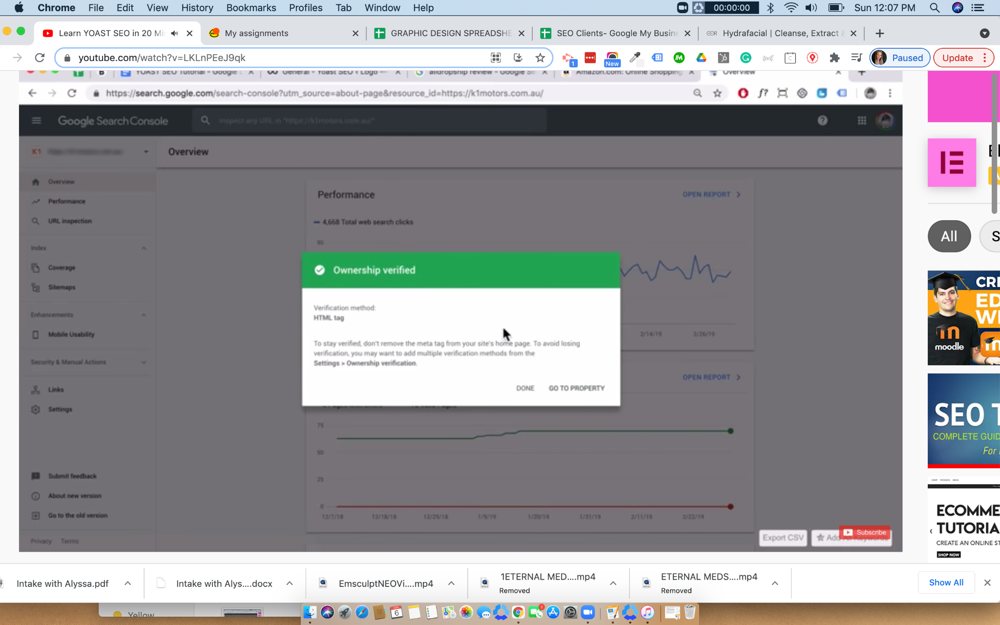 Chrome File Edit View History Bookmarks Profiles Tab Window Help 00:00:00 Sun 12:07 PM
Learn YOAST SEO in 20 Mi My assignments GRAPHIC DESIGN SPREADSHE SEO Clients- Google My Busin Hydrafacial | Cleanse, Extract
youtube.com/watch?v=LKLnPEeJ9qk 1 New Paused Update
YOAST SEO Tutorial - Google General - Yoast SEO ‹ Logo — alidropship review - Google Se Amazon.com: Online Shopping Overview
https://search.google.com/search-console?utm_source=about-page&resource_id=https://k1motors.com.au/
Google Search Console Inspect any URL in "https://k1motors.com.au/"
K1
Overview
Overview
Performance
URL inspection
Index
Coverage
Sitemaps
Enhancements
Mobile Usability
Security & Manual Actions
Links
Settings
Submit feedback
About new version
Go to the old version
Privacy Terms
Performance OPEN REPORT
4,668 Total web search clicks
90
2/14/19 2/26/19
Ownership verified
Verification method:
HTML tag
To stay verified, don't remove the meta tag from your site's home page. To avoid losing
verification, you may want to add multiple verification methods from the
Settings > Ownership verification.
DONE GO TO PROPERTY
OPEN REPORT
75
50
25
0
12/7/18 12/18/18 12/29/18 1/9/19 1/20/19 1/31/19 2/11/19 2/22/19
Export CSV Add All Keywords
Subscribe
All S
CRE
ED
WI
moodle
SEO T
COMPLETE GUID
For
ECOMME
TUTORIA
CREATE AN ONLINE ST
SHOP NOW
Intake with Alyssa.pdf Intake with Alys....docx EmsculptNEOVi....mp4 1ETERNAL MED....mp4 ETERNAL MEDS....mp4 Show All
Removed Removed
Yellow
6
2